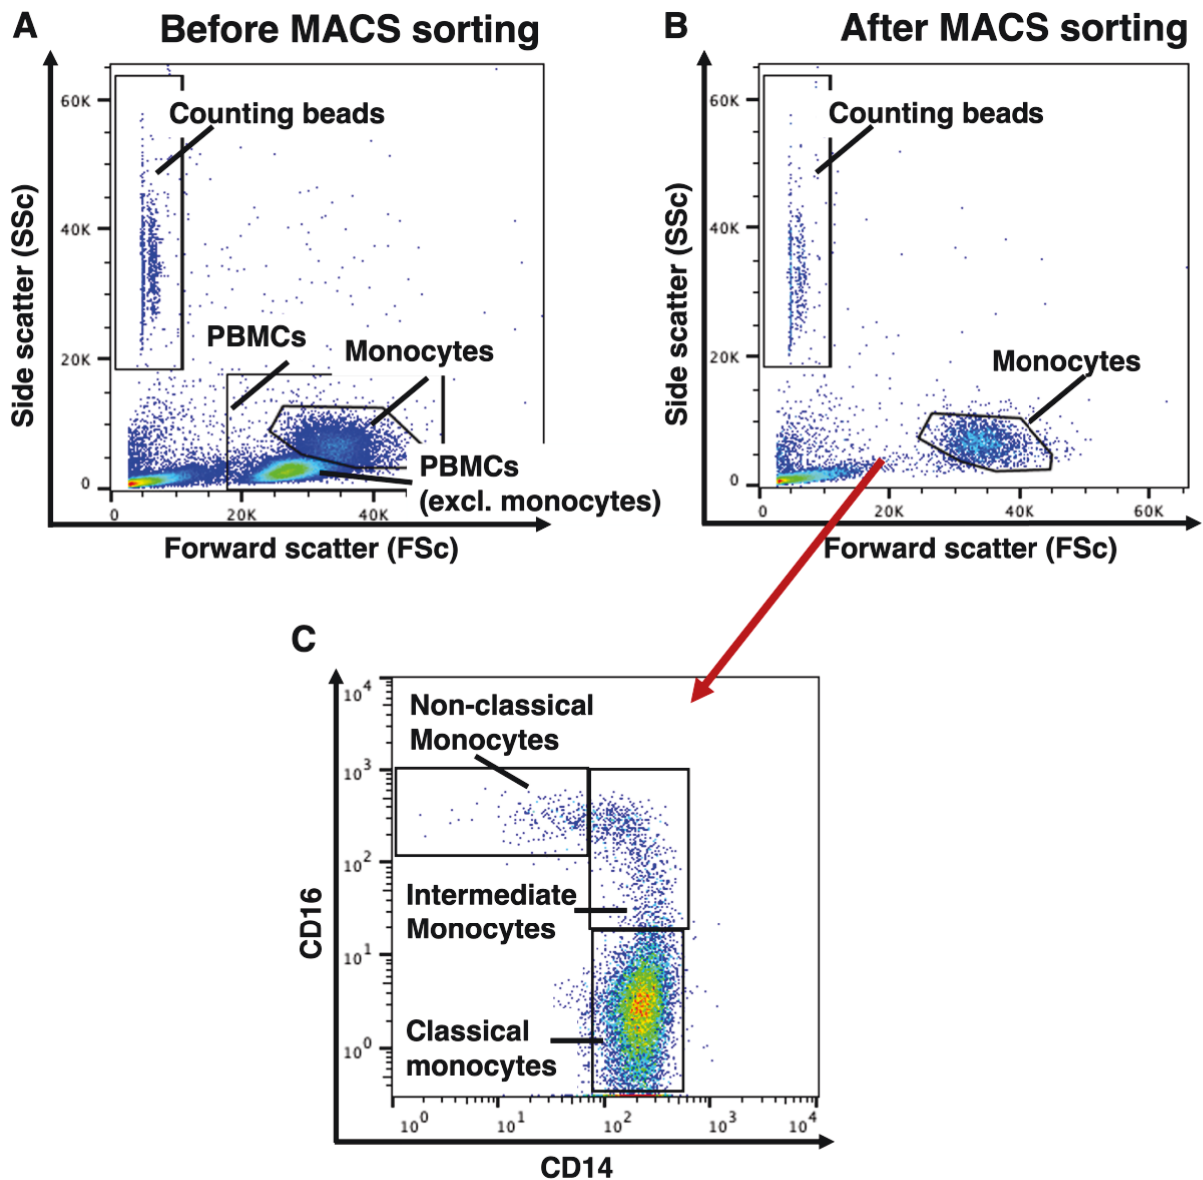 A
Before MACS sorting
60K
40K
20K
0
Side scatter (SSc)
Counting beads
PBMCs
Monocytes
PBMCs
(excl. monocytes)
0
20K
40K
Forward scatter (FSc)
B
After MACS sorting
60K
40K
20K
0
Side scatter (SSc)
Counting beads
Monocytes
0
20K
40K
60K
Forward scatter (FSc)
C
10^4
10^3
10^2
10^1
10^0
CD16
Non-classical
Monocytes
Intermediate
Monocytes
Classical
monocytes
10^0
10^1
10^2
10^3
10^4
CD14